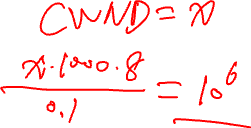 CWND = x
x.1000.8
0.1
= 10^6